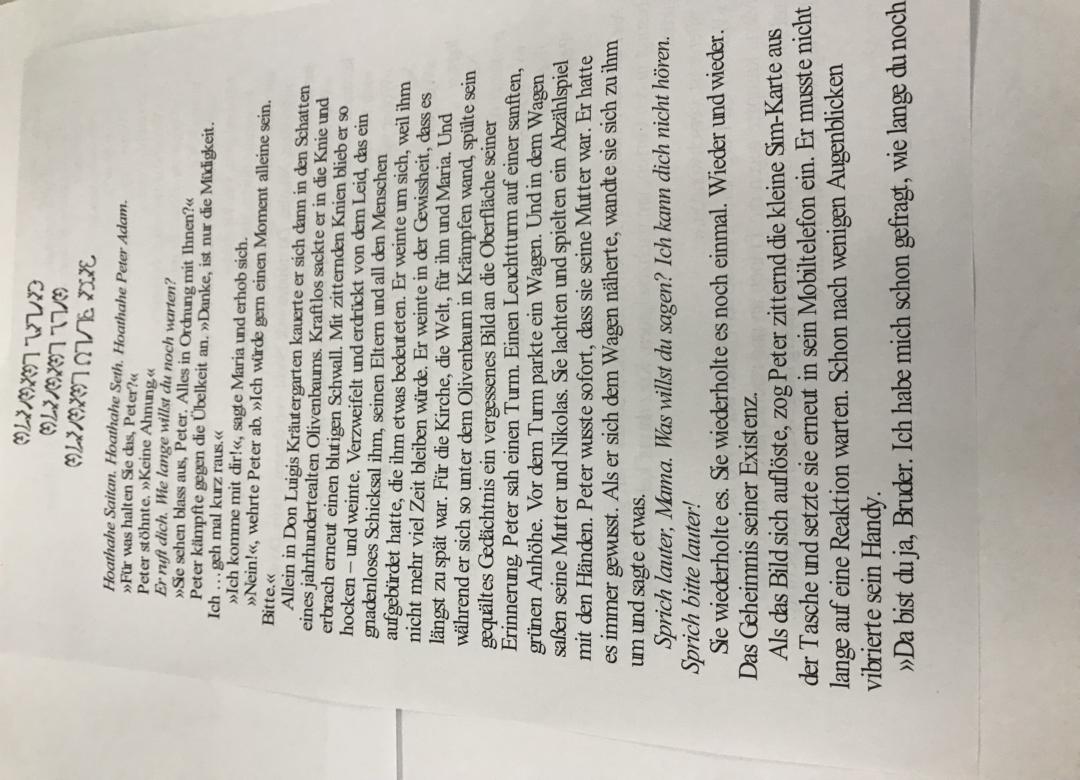 Hoathahe Saitan. Hoathahe Seth. Hoathahe Peter Adam.
»Für was halten Sie das, Peter?«
Peter stöhnte. »Keine Ahnung.«
Er ruft dich. Wie lange willst du noch warten?
»Sie sehen blass aus, Peter. Alles in Ordnung mit Ihnen?«
Peter kämpfte gegen die Übelkeit an. »Danke, ist nur die Müdigkeit.
Ich … geh mal kurz raus.«
»Ich komme mit dir!«, sagte Maria und erhob sich.
»Nein!«, wehrte Peter ab. »Ich würde gern einen Moment alleine sein.
Bitte.«
Allein in Don Luigis Kräutergarten kauerte er sich dann in den Schatten
eines jahrhundertealten Olivenbaums. Kraftlos sackte er in die Knie und
erbrach erneut einen blutigen Schwall. Mit zitternden Knien blieb er so
hocken – und weinte. Verzweifelt und erdrückt von dem Leid, das ein
gnadenloses Schicksal ihm, seinen Eltern und all den Menschen
aufgebürdet hatte, die ihm etwas bedeuteten. Er weinte um sich, weil ihm
nicht mehr viel Zeit bleiben würde. Er weinte in der Gewissheit, dass es
längst zu spät war. Für die Kirche, die Welt, für ihn und Maria. Und
während er sich so unter dem Olivenbaum in Krämpfen wand, spülte sein
gequältes Gedächtnis ein vergessenes Bild an die Oberfläche seiner
Erinnerung. Peter sah einen Turm. Einen Leuchtturm auf einer sanften,
grünen Anhöhe. Vor dem Turm parkte ein Wagen. Und in dem Wagen
saßen seine Mutter und Nikolas. Sie lachten und spielten ein Abzählspiel
mit den Händen. Peter wusste sofort, dass sie seine Mutter war. Er hatte
es immer gewusst. Als er sich dem Wagen näherte, wandte sie sich zu ihm
um und sagte etwas.
Sprich lauter, Mama. Was willst du sagen? Ich kann dich nicht hören.
Sprich bitte lauter!
Sie wiederholte es. Sie wiederholte es noch einmal. Wieder und wieder.
Das Geheimnis seiner Existenz.
Als das Bild sich auflöste, zog Peter zitternd die kleine Sim-Karte aus
der Tasche und setzte sie erneut in sein Mobiltelefon ein. Er musste nicht
lange auf eine Reaktion warten. Schon nach wenigen Augenblicken
vibrierte sein Handy.
»Da bist du ja, Bruder. Ich habe mich schon gefragt, wie lange du noch